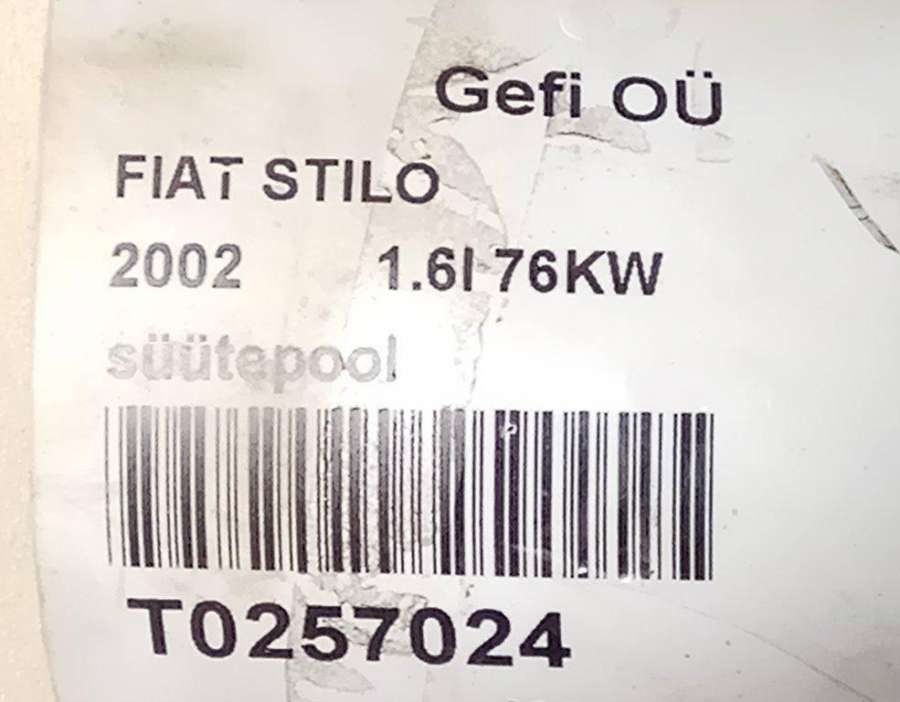 Gefi OÜ
FIAT STILO
2002 1.6l 76KW
süütepool
T0257024